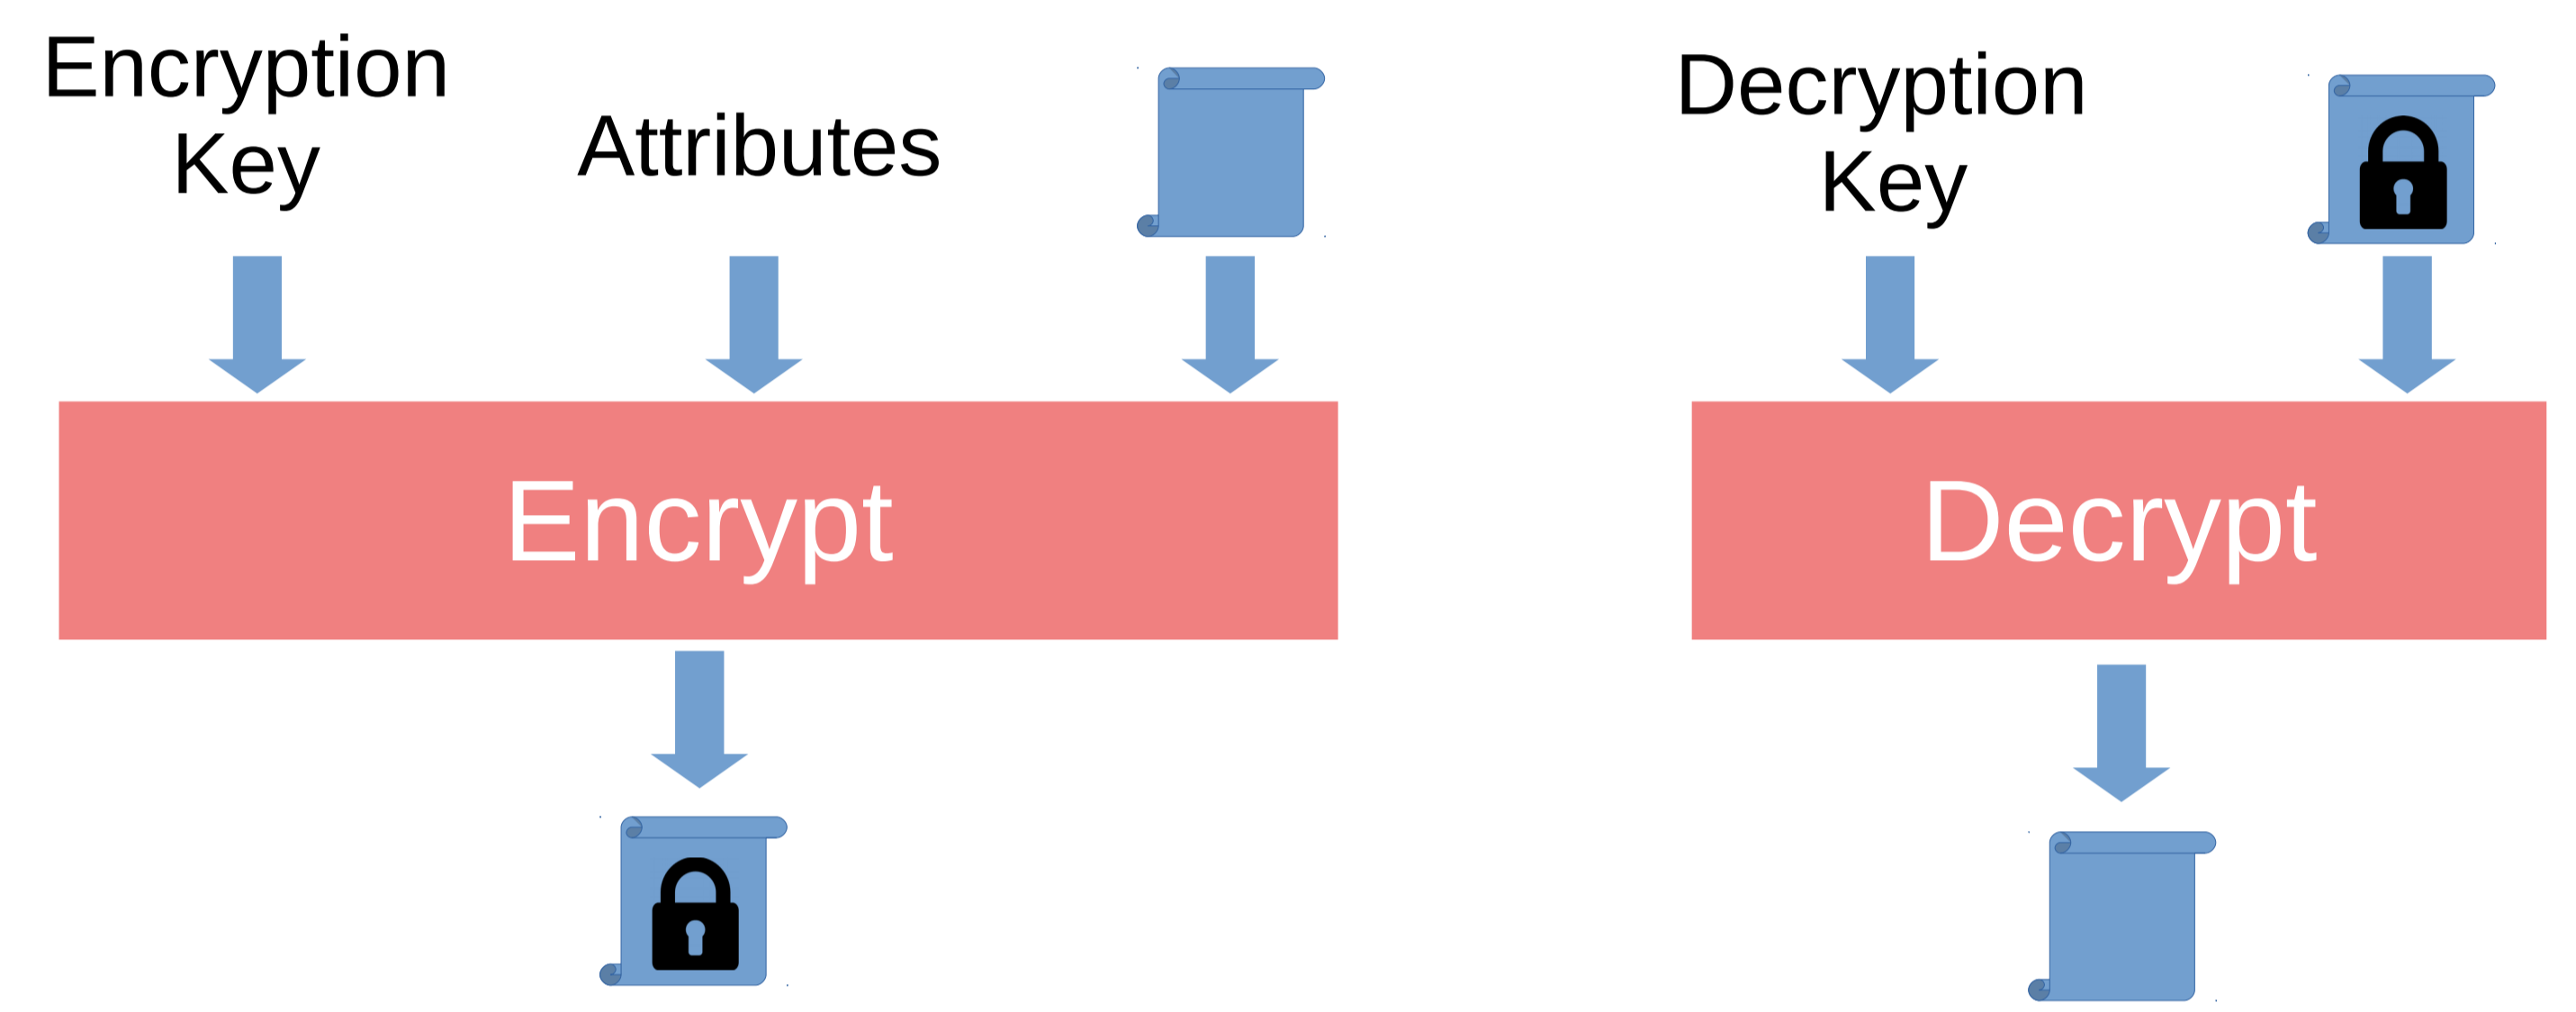 Encryption
Key
Attributes
Decryption
Key
Encrypt
Decrypt